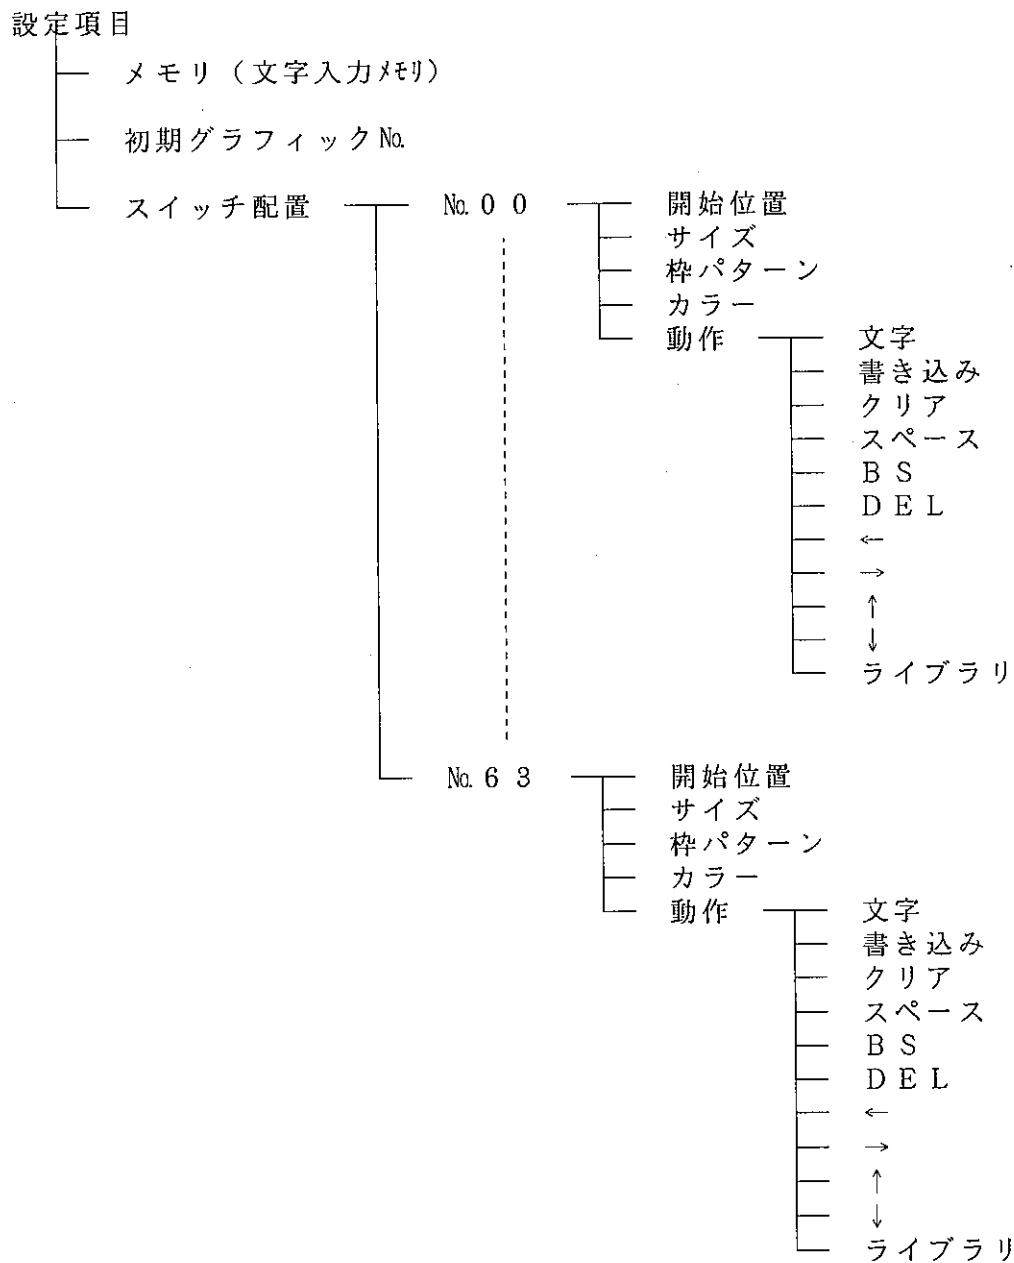 設定項目
メモリ（文字入力ﾒﾓﾘ）
初期グラフィック№
スイッチ配置 №００ 開始位置
サイズ
枠パターン
カラー
動作 文字
書き込み
クリア
スペース
ＢＳ
ＤＥＬ
←
→
↑
↓
ライブラリ
№６３ 開始位置
サイズ
枠パターン
カラー
動作 文字
書き込み
クリア
スペース
ＢＳ
ＤＥＬ
←
→
↑
↓
ライブラリ